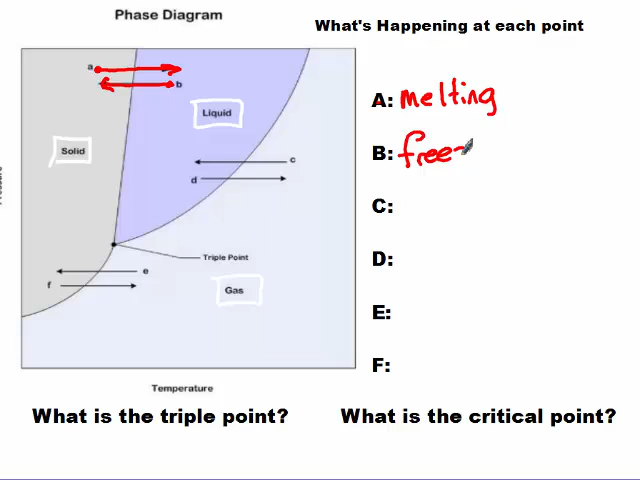 Phase Diagram
What's Happening at each point
a
b
A: melting
Liquid
Solid
B: free
c
d
C:
Triple Point
D:
e
f
Gas
E:
F:
Temperature
What is the triple point?
What is the critical point?